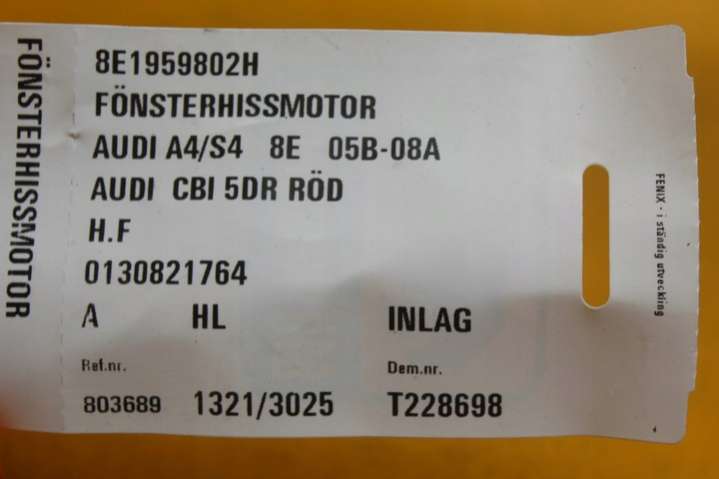 FÖNSTERHISSMOTOR
8E1959802H
FÖNSTERHISSMOTOR
AUDI A4/S4 8E 05B-08A
AUDI CBI 5DR RÖD
H.F
0130821764
A HL INLAG
Ref.nr. Dem.nr.
803689 1321/3025 T228698
FENIX - i ständig utveckling